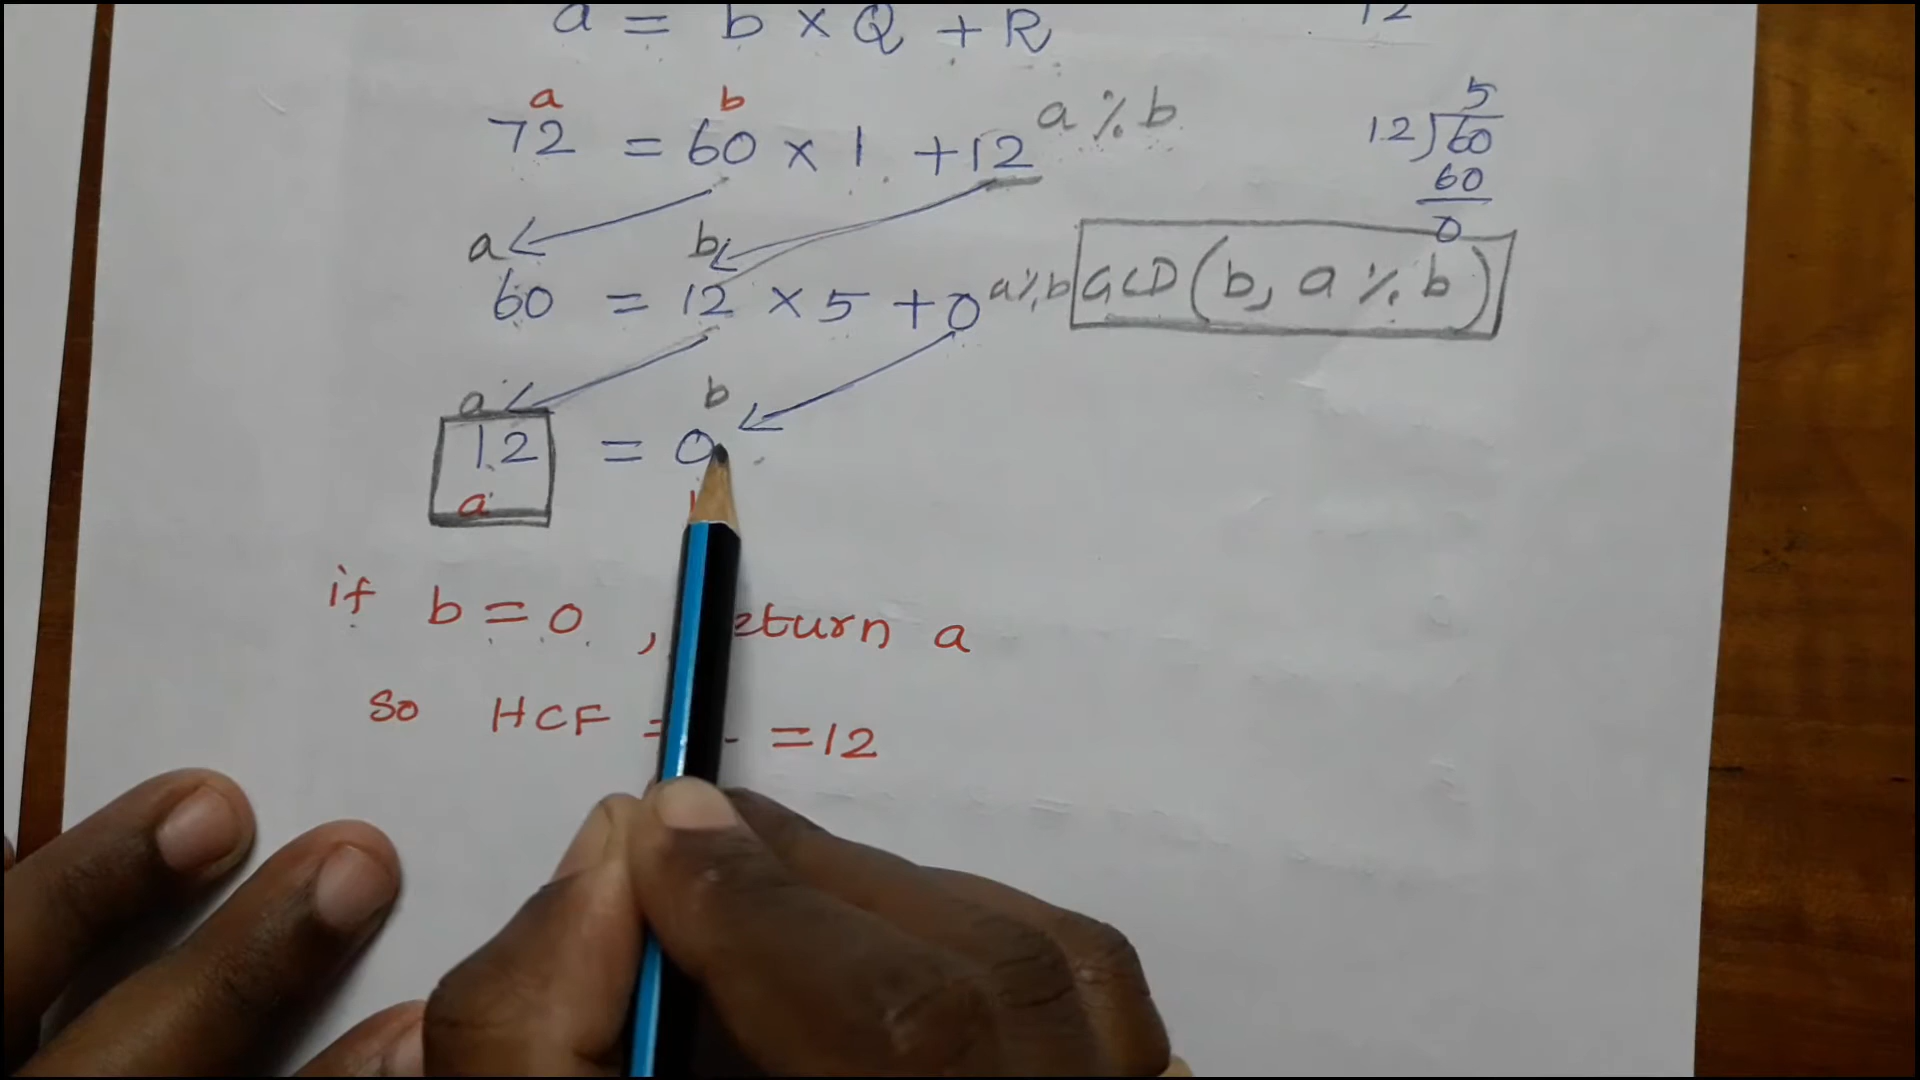 a = b × Q + R
12
a b
72 = 60 × 1 + 12 a % b
5
12)60
60
0
a b
60 = 12 × 5 + 0 a % b GCD(b, a % b)
a b
12 = 0
a
if b = 0 , return a
So HCF = = 12